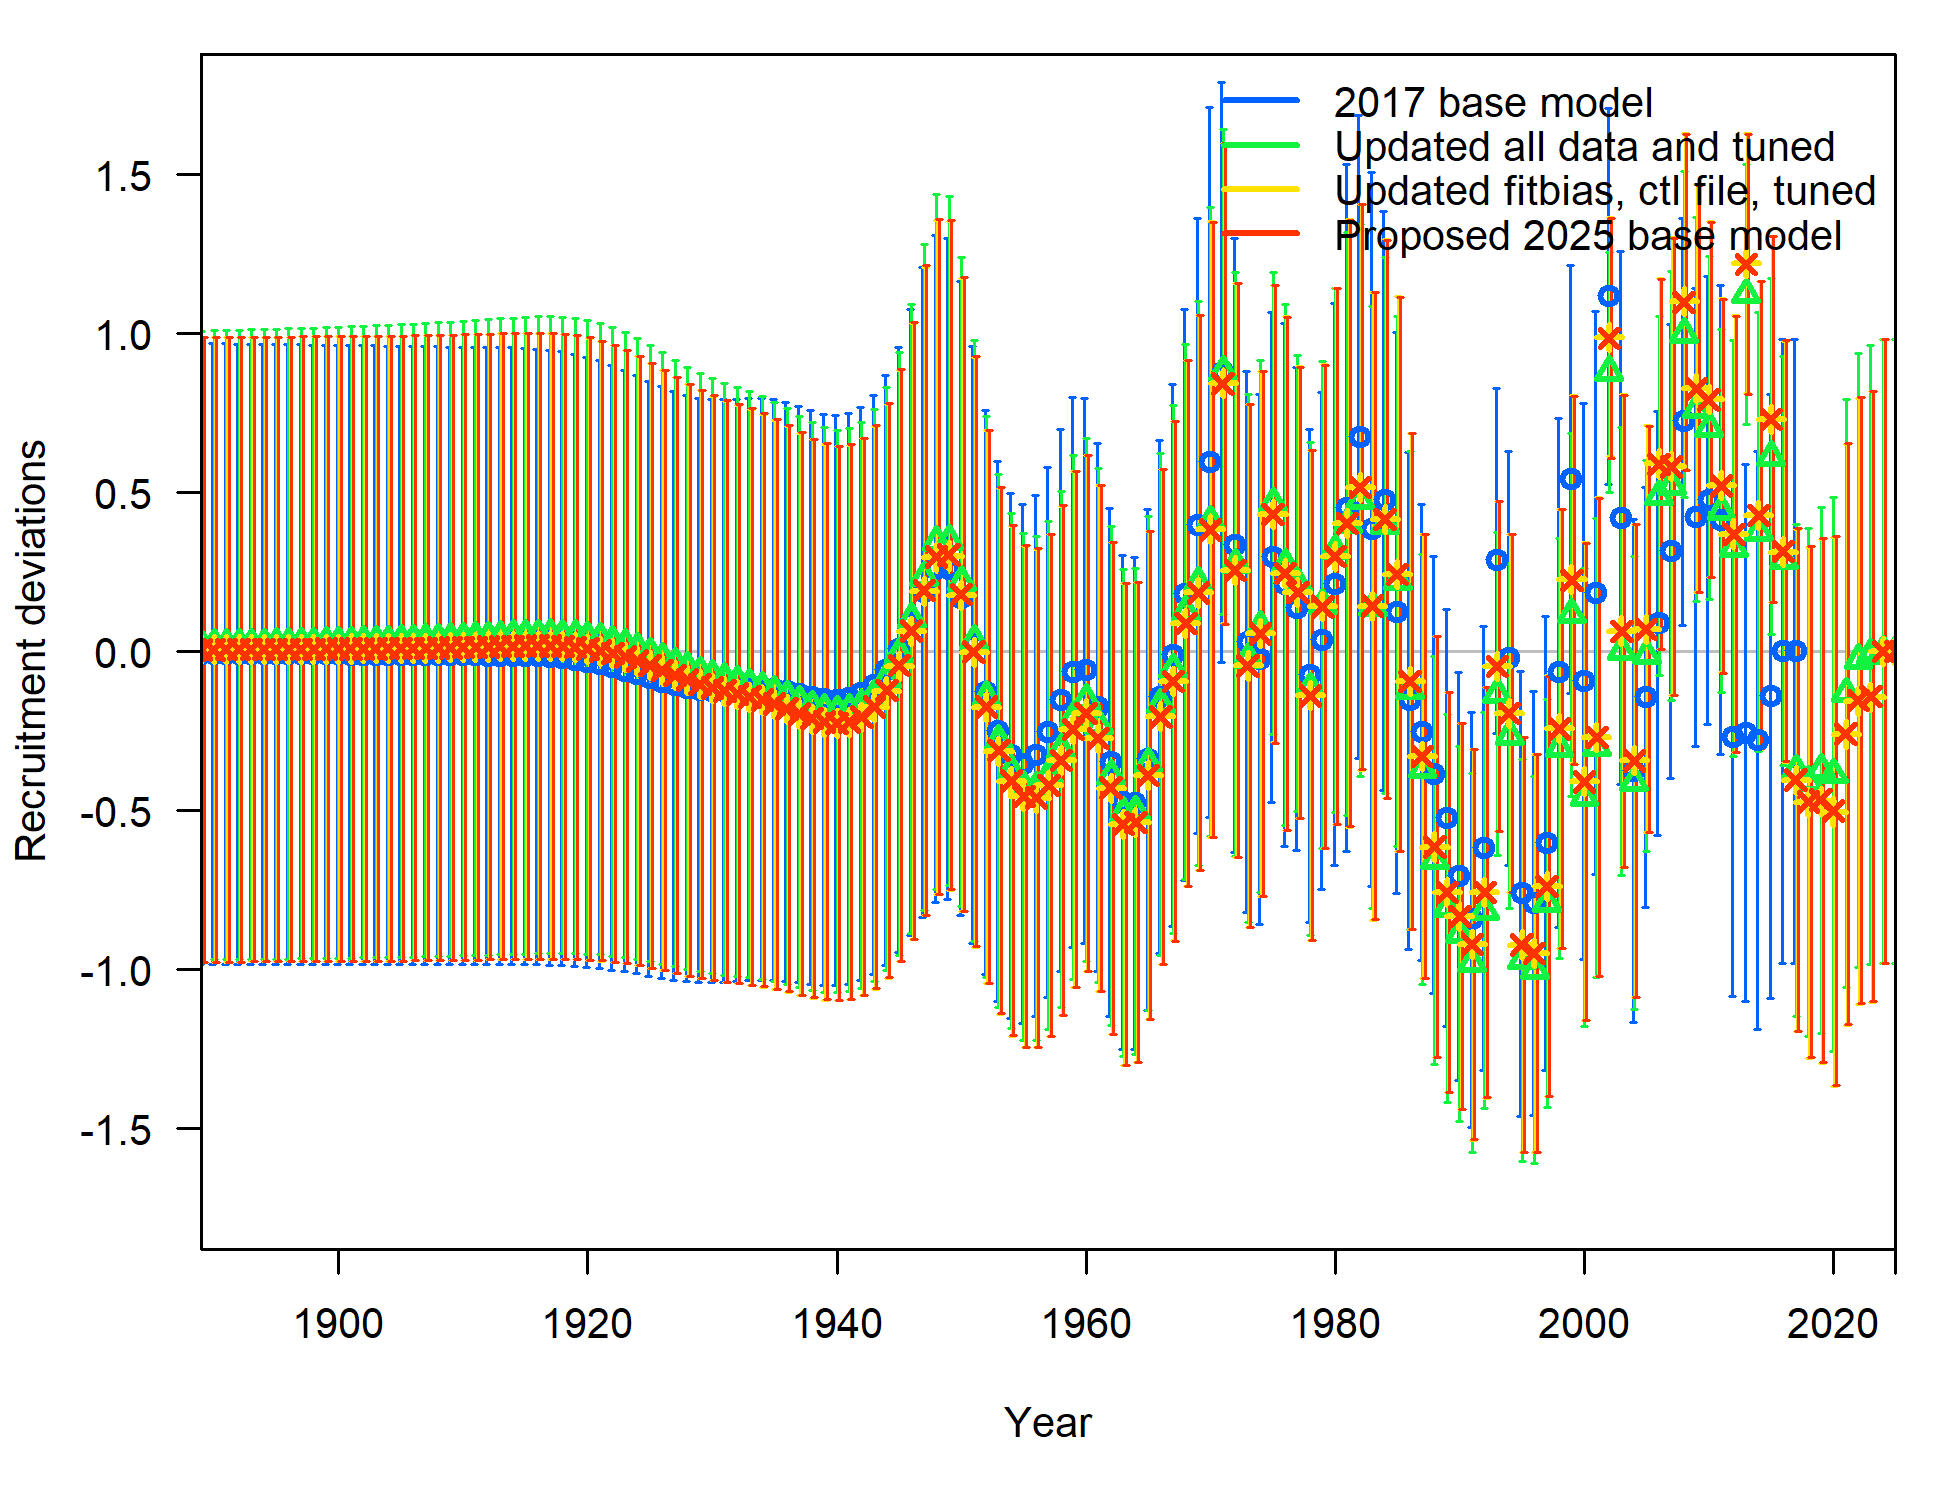 2017 base model
Updated all data and tuned
Updated fitbias, ctl file, tuned
Proposed 2025 base model
Recruitment deviations
1.5
1.0
0.5
0.0
-0.5
-1.0
-1.5
1900 1920 1940 1960 1980 2000 2020
Year